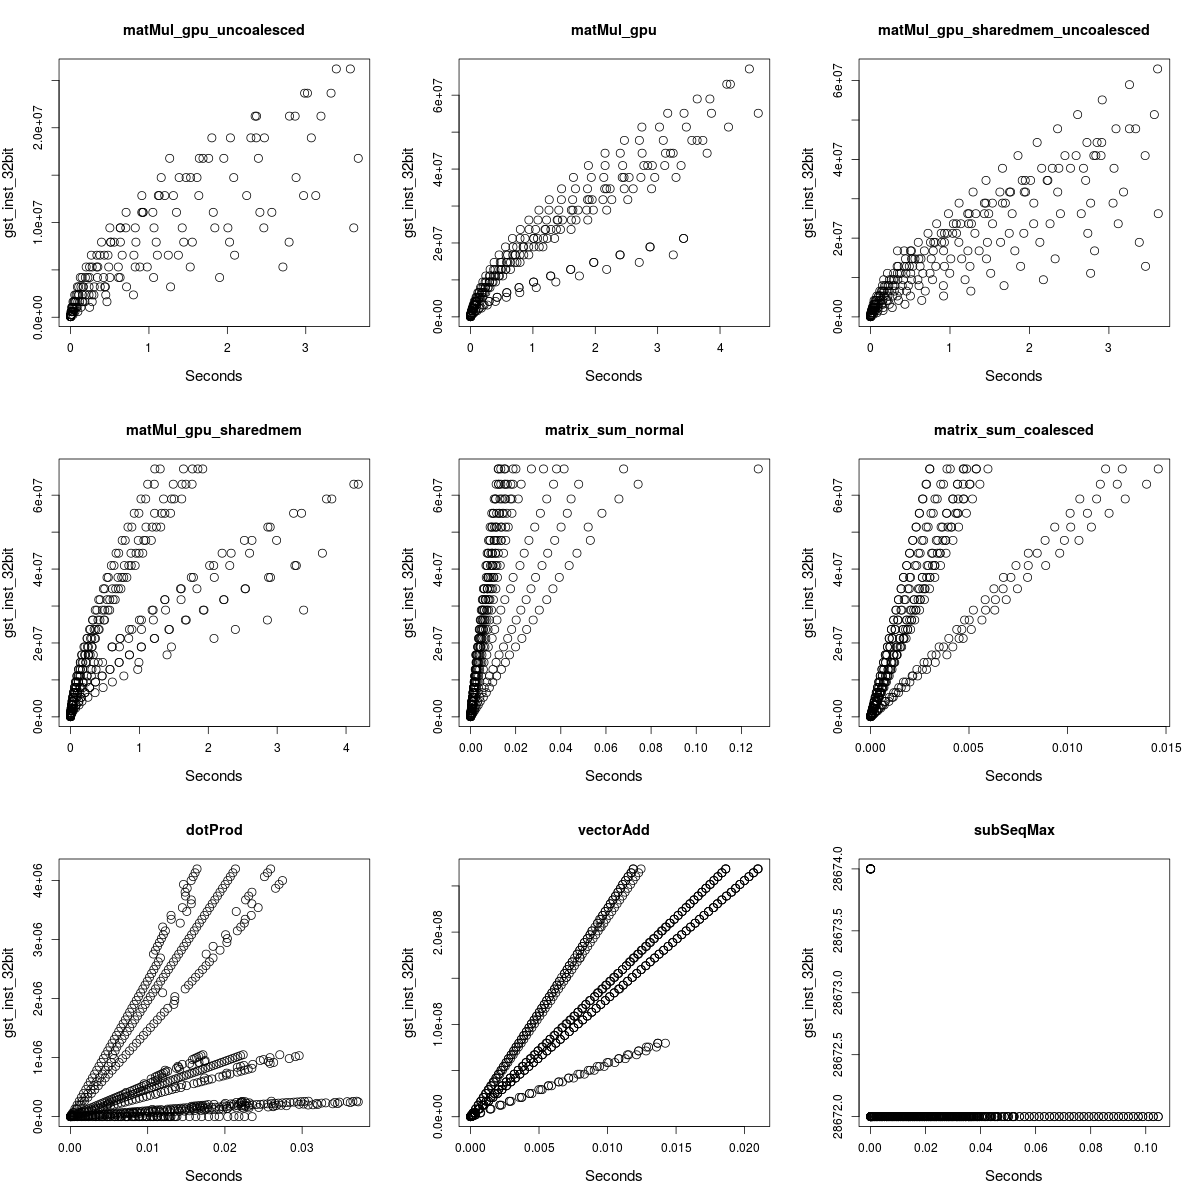 matMul_gpu_uncoalesced
gst_inst_32bit
0.0e+00 1.0e+07 2.0e+07
0 1 2 3
Seconds
matMul_gpu
gst_inst_32bit
0e+00 2e+07 4e+07 6e+07
0 1 2 3 4
Seconds
matMul_gpu_sharedmem_uncoalesced
gst_inst_32bit
0e+00 2e+07 4e+07 6e+07
0 1 2 3
Seconds
matMul_gpu_sharedmem
gst_inst_32bit
0e+00 2e+07 4e+07 6e+07
0 1 2 3 4
Seconds
matrix_sum_normal
gst_inst_32bit
0e+00 2e+07 4e+07 6e+07
0.00 0.02 0.04 0.06 0.08 0.10 0.12
Seconds
matrix_sum_coalesced
gst_inst_32bit
0e+00 2e+07 4e+07 6e+07
0.000 0.005 0.010 0.015
Seconds
dotProd
gst_inst_32bit
0e+00 1e+06 2e+06 3e+06 4e+06
0.00 0.01 0.02 0.03
Seconds
vectorAdd
gst_inst_32bit
0.0e+00 1.0e+08 2.0e+08
0.000 0.005 0.010 0.015 0.020
Seconds
subSeqMax
gst_inst_32bit
28672.0 28672.5 28673.0 28673.5 28674.0
0.00 0.02 0.04 0.06 0.08 0.10
Seconds